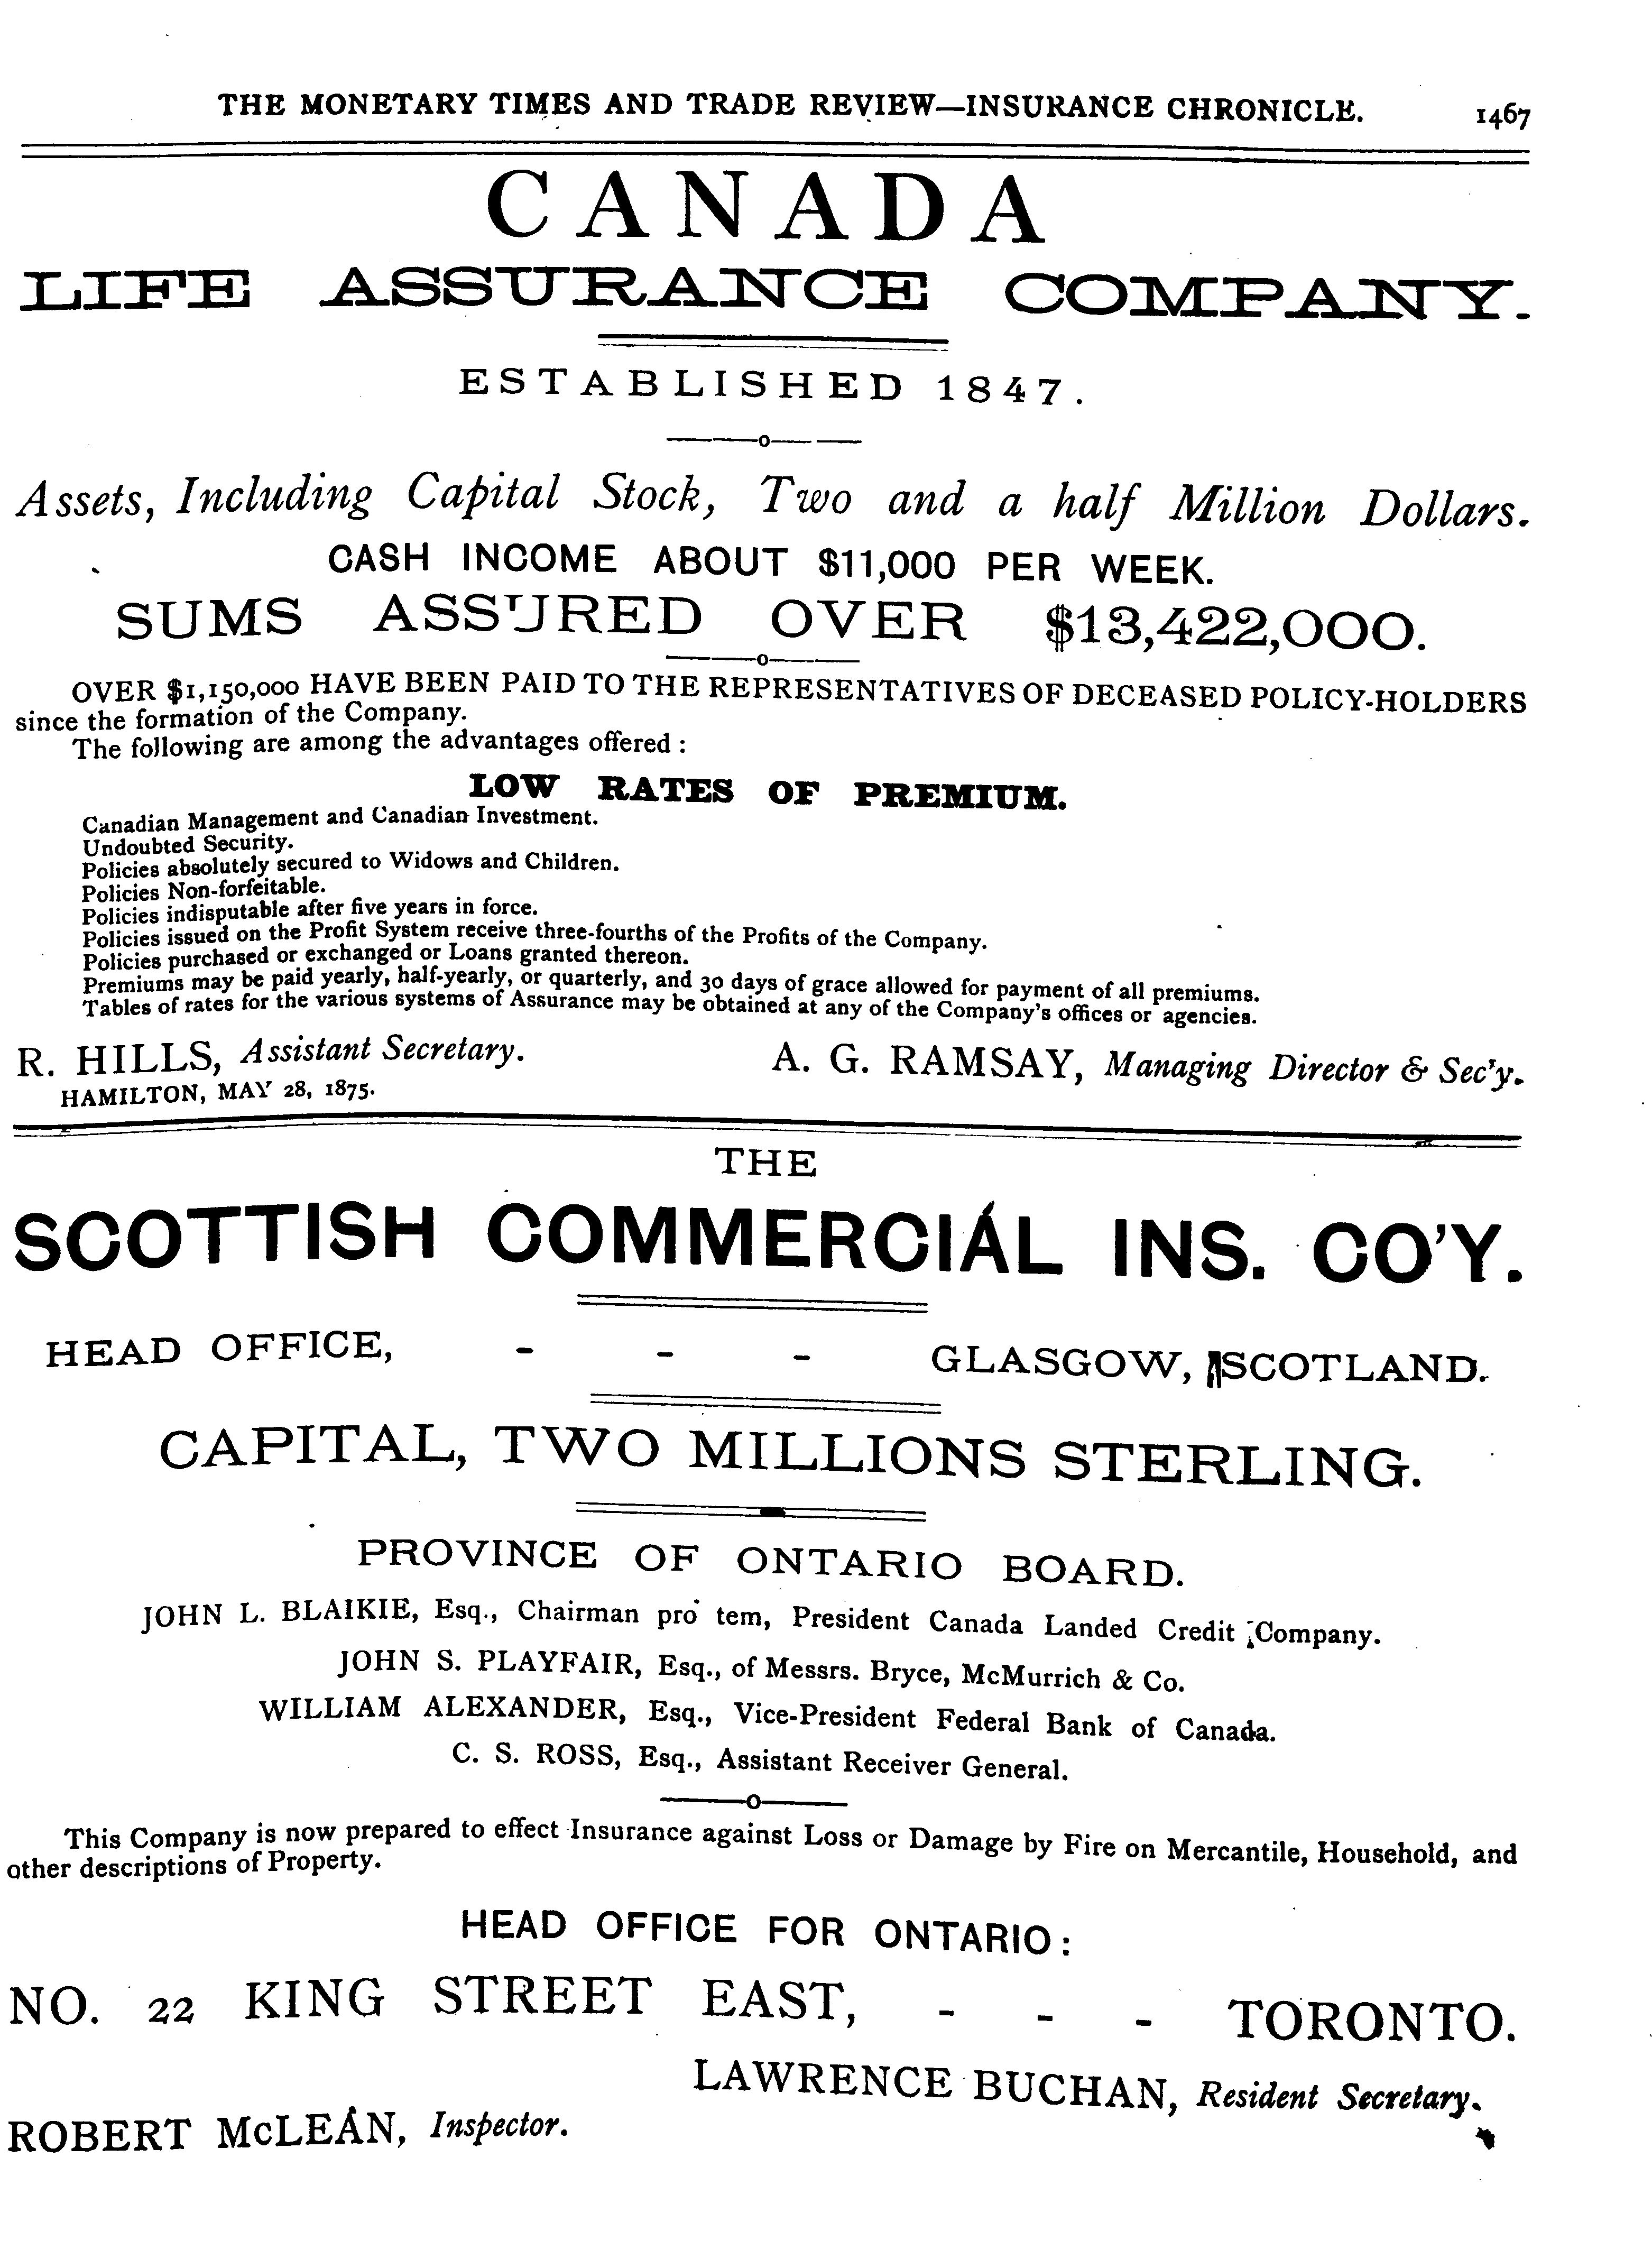 THE MONETARY TIMES AND TRADE REVIEW—INSURANCE CHRONICLE. 1467
CANADA
LIFE ASSURANCE COMPANY.
ESTABLISHED 1847.
Assets, Including Capital Stock, Two and a half Million Dollars.
CASH INCOME ABOUT $11,000 PER WEEK.
SUMS ASSURED OVER $13,422,000.
OVER $1,150,000 HAVE BEEN PAID TO THE REPRESENTATIVES OF DECEASED POLICY-HOLDERS
since the formation of the Company.
The following are among the advantages offered :
LOW RATES OF PREMIUM.
Canadian Management and Canadian Investment.
Undoubted Security.
Policies absolutely secured to Widows and Children.
Policies Non-forfeitable.
Policies indisputable after five years in force.
Policies issued on the Profit System receive three-fourths of the Profits of the Company.
Policies purchased or exchanged or Loans granted thereon.
Premiums may be paid yearly, half-yearly, or quarterly, and 30 days of grace allowed for payment of all premiums.
Tables of rates for the various systems of Assurance may be obtained at any of the Company's offices or agencies.
R. HILLS, Assistant Secretary. A. G. RAMSAY, Managing Director & Sec'y.
HAMILTON, MAY 28, 1875.
THE
SCOTTISH COMMERCIAL INS. CO'Y.
HEAD OFFICE, - - - GLASGOW, SCOTLAND.
CAPITAL, TWO MILLIONS STERLING.
PROVINCE OF ONTARIO BOARD.
JOHN L. BLAIKIE, Esq., Chairman pro tem, President Canada Landed Credit Company.
JOHN S. PLAYFAIR, Esq., of Messrs. Bryce, McMurrich & Co.
WILLIAM ALEXANDER, Esq., Vice-President Federal Bank of Canada.
C. S. ROSS, Esq., Assistant Receiver General.
This Company is now prepared to effect Insurance against Loss or Damage by Fire on Mercantile, Household, and
other descriptions of Property.
HEAD OFFICE FOR ONTARIO:
NO. 22 KING STREET EAST, - - - TORONTO.
LAWRENCE BUCHAN, Resident Secretary.
ROBERT McLEAN, Inspector.